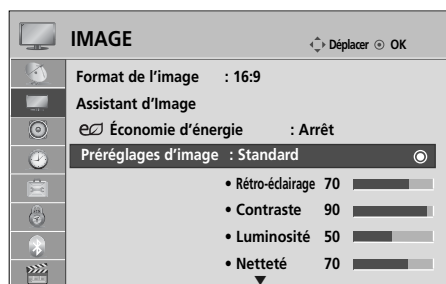 IMAGE
Déplacer OK
Format de l'image : 16:9
Assistant d'Image
Économie d'énergie : Arrêt
Préréglages d'image : Standard
• Rétro-éclairage 70
• Contraste 90
• Luminosité 50
• Netteté 70